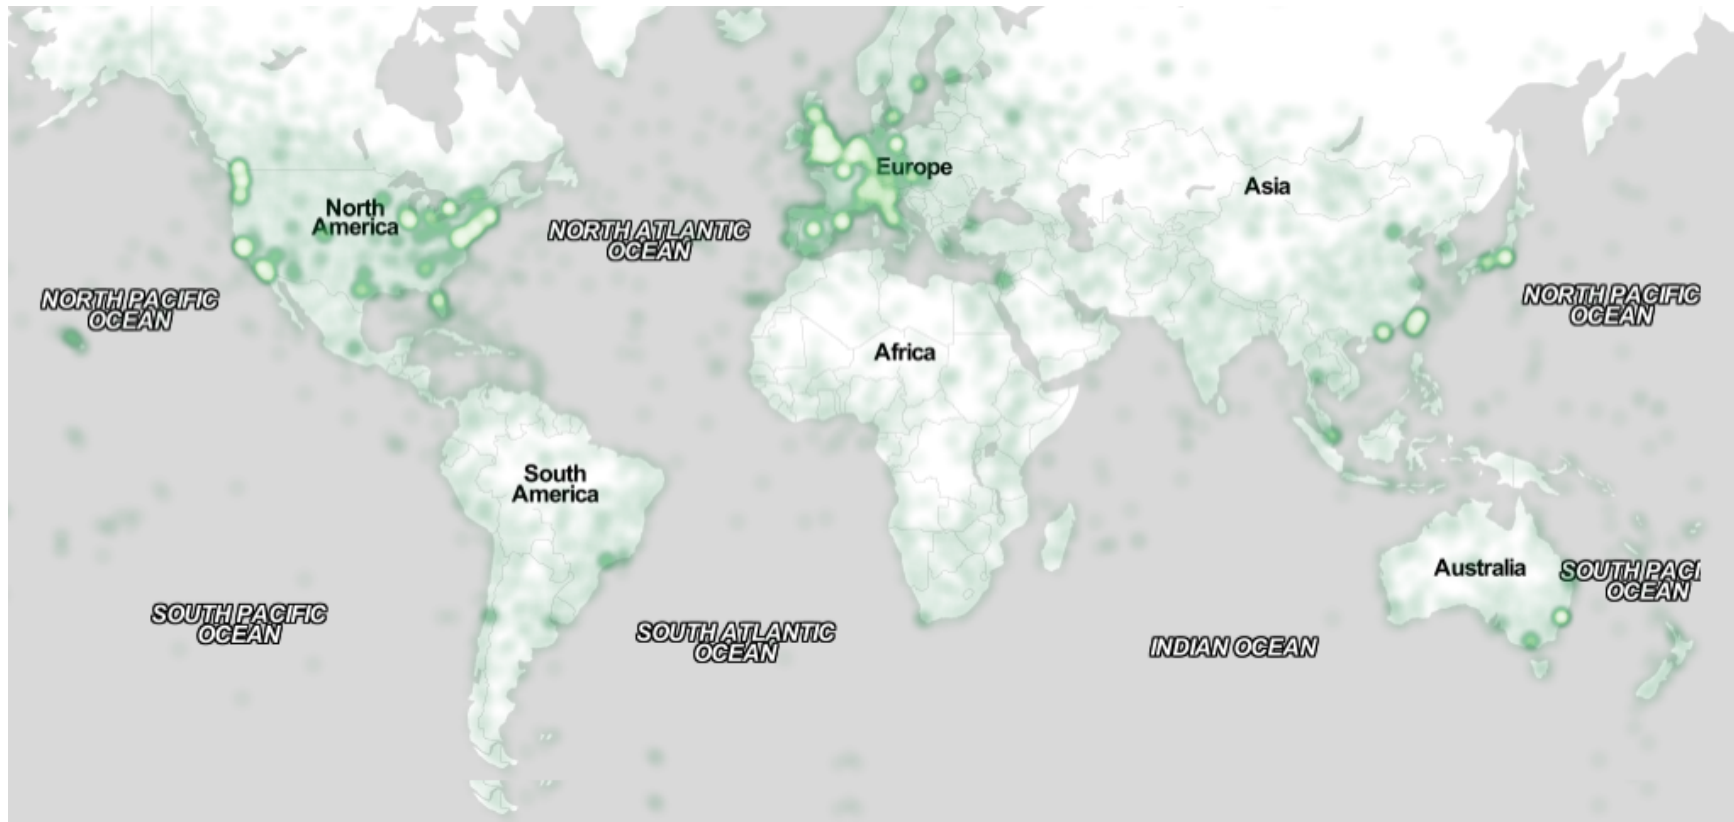 Europe
Asia
North
America
NORTH ATLANTIC
OCEAN
NORTH PACIFIC
OCEAN
NORTH PACIFIC
OCEAN
Africa
South
America
Australia
SOUTH PACI
OCEAN
SOUTH PACIFIC
OCEAN
SOUTH ATLANTIC
OCEAN
INDIAN OCEAN